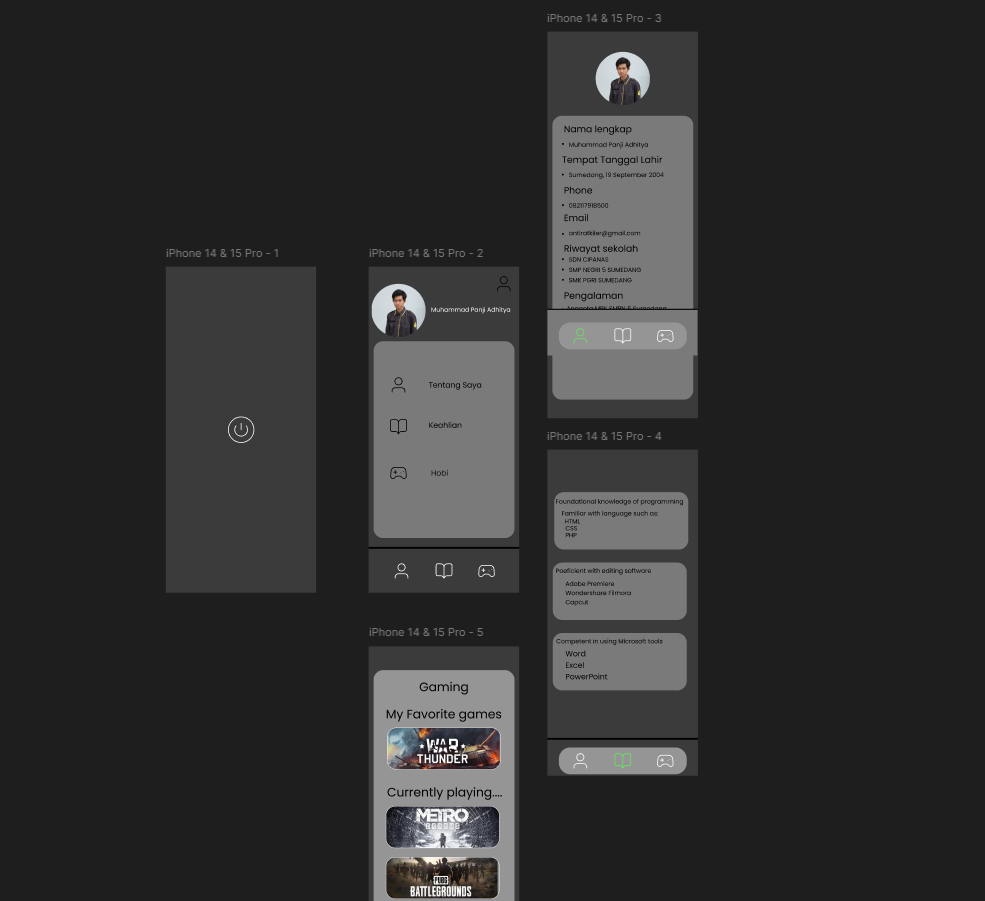 iPhone 14 & 15 Pro - 3
Nama lengkap
Muhammad Panji Adhitya
Tempat Tanggal Lahir
Sumedang, 19 September 2004
Phone
082117918500
Email
antiratkiler@gmail.com
Riwayat sekolah
SDN CIPANAS
SMP NEGRI 5 SUMEDANG
SMK PGRI SUMEDANG
Pengalaman
iPhone 14 & 15 Pro - 1
iPhone 14 & 15 Pro - 2
Muhammad Panji Adhitya
Tentang Saya
Keahlian
Hobi
iPhone 14 & 15 Pro - 4
Foundational knowledge of programming
Familiar with language such as:
HTML
CSS
PHP
Poeficient with editing software
Adobe Premiere
Wondershare Filmora
Capcut
Competent in using Microsoft tools
Word
Excel
PowerPoint
iPhone 14 & 15 Pro - 5
Gaming
My Favorite games
WAR
THUNDER
Currently playing....
METRO
EXODUS
PUBG
BATTLEGROUNDS